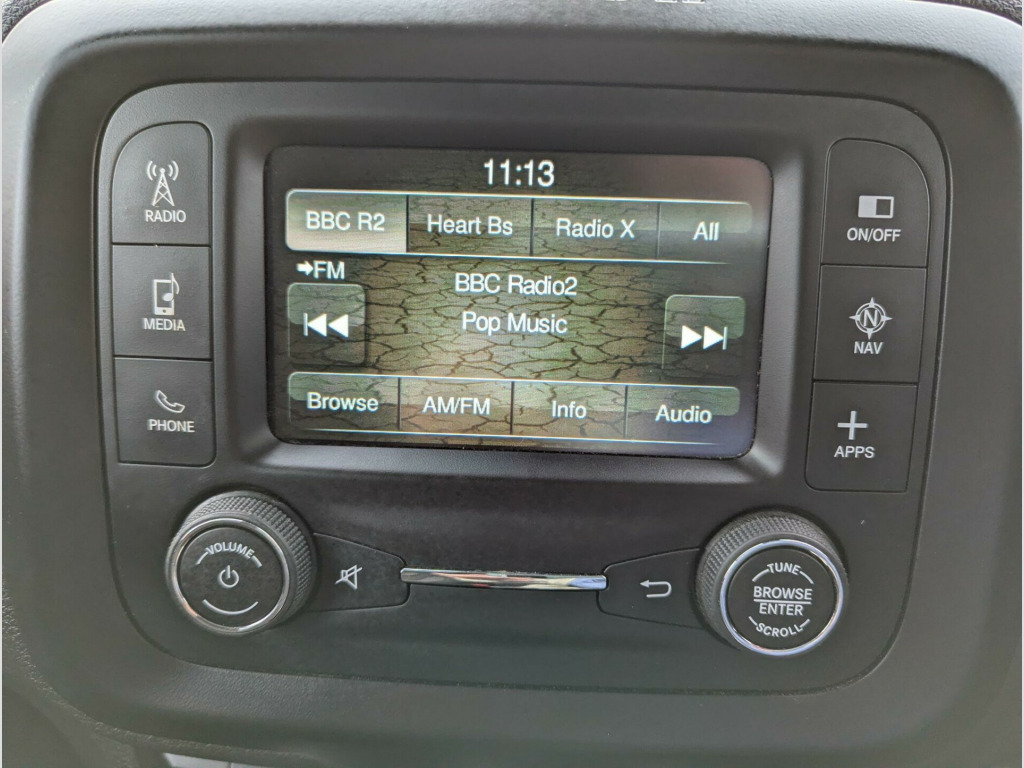 11:13
BBC R2 Heart Bs Radio X All
FM
BBC Radio2
Pop Music
Browse AM/FM Info Audio
RADIO
MEDIA
PHONE
ON/OFF
N
NAV
APPS
VOLUME
TUNE
BROWSE
ENTER
SCROLL